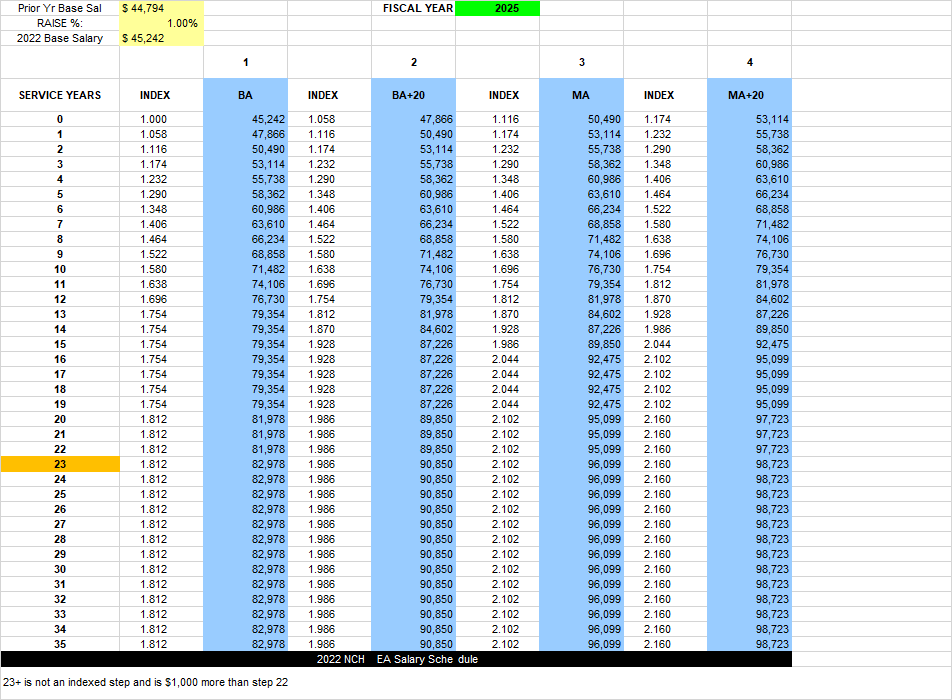 Prior Yr Base Sal $ 44,794 FISCAL YEAR 2025
RAISE %: 1.00%
2022 Base Salary $ 45,242
1 2 3 4
SERVICE YEARS INDEX BA INDEX BA+20 INDEX MA INDEX MA+20
0 1.000 45,242 1.058 47,866 1.116 50,490 1.174 53,114
1 1.058 47,866 1.116 50,490 1.174 53,114 1.232 55,738
2 1.116 50,490 1.174 53,114 1.232 55,738 1.290 58,362
3 1.174 53,114 1.232 55,738 1.290 58,362 1.348 60,986
4 1.232 55,738 1.290 58,362 1.348 60,986 1.406 63,610
5 1.290 58,362 1.348 60,986 1.406 63,610 1.464 66,234
6 1.348 60,986 1.406 63,610 1.464 66,234 1.522 68,858
7 1.406 63,610 1.464 66,234 1.522 68,858 1.580 71,482
8 1.464 66,234 1.522 68,858 1.580 71,482 1.638 74,106
9 1.522 68,858 1.580 71,482 1.638 74,106 1.696 76,730
10 1.580 71,482 1.638 74,106 1.696 76,730 1.754 79,354
11 1.638 74,106 1.696 76,730 1.754 79,354 1.812 81,978
12 1.696 76,730 1.754 79,354 1.812 81,978 1.870 84,602
13 1.754 79,354 1.812 81,978 1.870 84,602 1.928 87,226
14 1.754 79,354 1.870 84,602 1.928 87,226 1.986 89,850
15 1.754 79,354 1.928 87,226 1.986 89,850 2.044 92,475
16 1.754 79,354 1.928 87,226 2.044 92,475 2.102 95,099
17 1.754 79,354 1.928 87,226 2.044 92,475 2.102 95,099
18 1.754 79,354 1.928 87,226 2.044 92,475 2.102 95,099
19 1.754 79,354 1.928 87,226 2.044 92,475 2.102 95,099
20 1.812 81,978 1.986 89,850 2.102 95,099 2.160 97,723
21 1.812 81,978 1.986 89,850 2.102 95,099 2.160 97,723
22 1.812 81,978 1.986 89,850 2.102 95,099 2.160 97,723
23 1.812 82,978 1.986 90,850 2.102 96,099 2.160 98,723
24 1.812 82,978 1.986 90,850 2.102 96,099 2.160 98,723
25 1.812 82,978 1.986 90,850 2.102 96,099 2.160 98,723
26 1.812 82,978 1.986 90,850 2.102 96,099 2.160 98,723
27 1.812 82,978 1.986 90,850 2.102 96,099 2.160 98,723
28 1.812 82,978 1.986 90,850 2.102 96,099 2.160 98,723
29 1.812 82,978 1.986 90,850 2.102 96,099 2.160 98,723
30 1.812 82,978 1.986 90,850 2.102 96,099 2.160 98,723
31 1.812 82,978 1.986 90,850 2.102 96,099 2.160 98,723
32 1.812 82,978 1.986 90,850 2.102 96,099 2.160 98,723
33 1.812 82,978 1.986 90,850 2.102 96,099 2.160 98,723
34 1.812 82,978 1.986 90,850 2.102 96,099 2.160 98,723
35 1.812 82,978 1.986 90,850 2.102 96,099 2.160 98,723
2022 NCH EA Salary Sche dule
23+ is not an indexed step and is $1,000 more than step 22